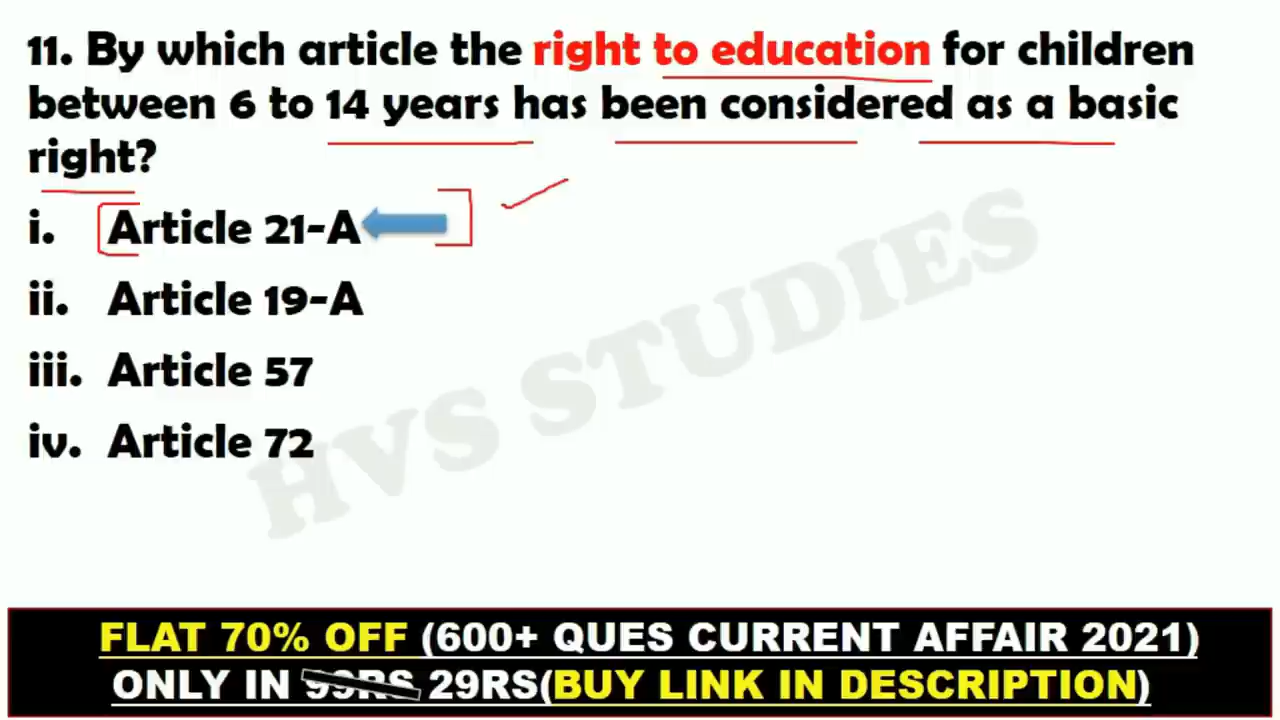 11. By which article the right to education for children
between 6 to 14 years has been considered as a basic
right?
i. Article 21-A
ii. Article 19-A
iii. Article 57
iv. Article 72
HVS STUDIES
FLAT 70% OFF (600+ QUES CURRENT AFFAIR 2021)
ONLY IN 99RS 29RS(BUY LINK IN DESCRIPTION)